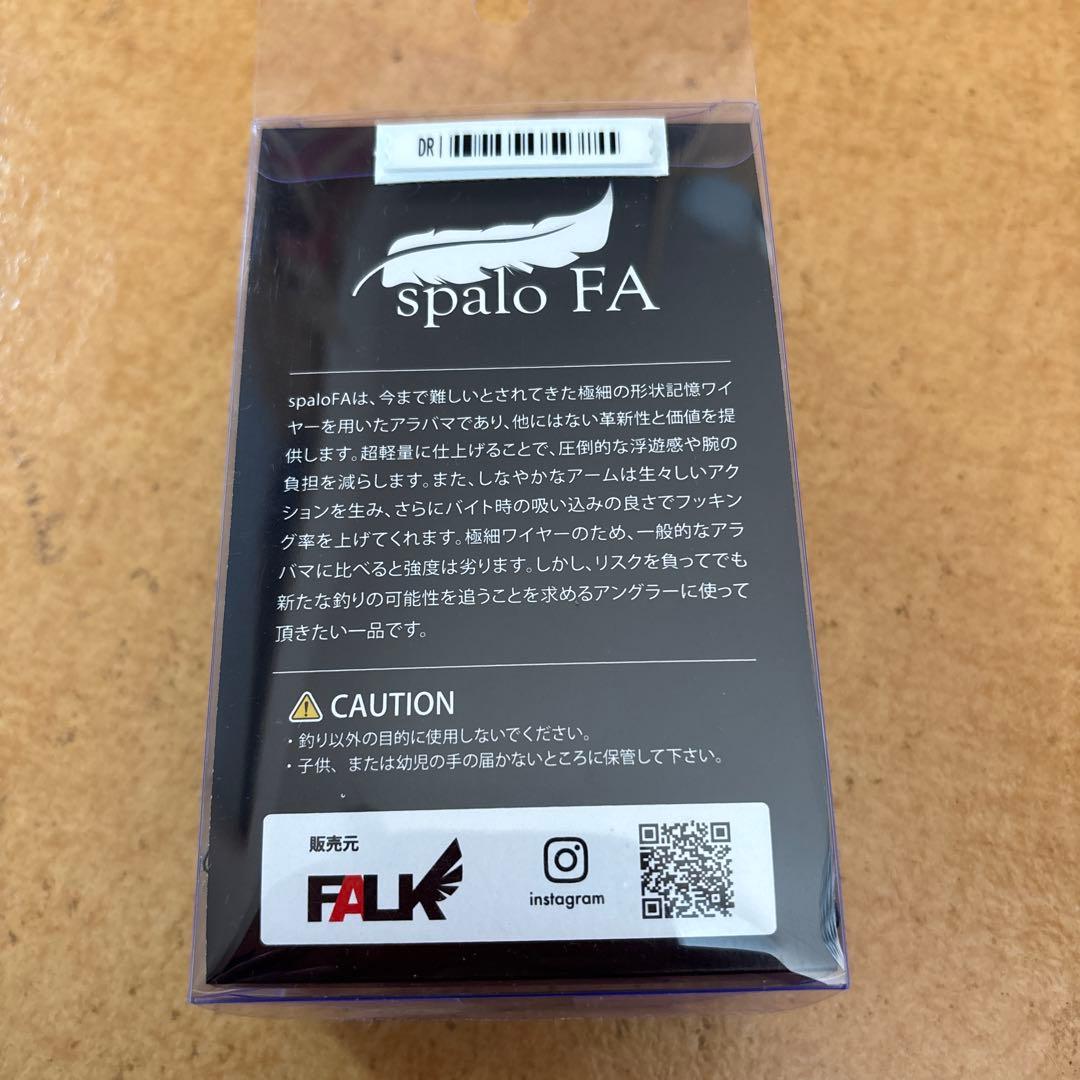 DR
spalo FA
spaloFAは、今まで難しいとされてきた極細の形状記憶ワイ
ヤーを用いたアラバマであり、他にはない革新性と価値を提
供します。超軽量に仕上げることで、圧倒的な浮遊感や腕の
負担を減らします。また、しなやかなアームは生々しいアク
ションを生み、さらにバイト時の吸い込みの良さでフッキン
グ率を上げてくれます。極細ワイヤーのため、一般的なアラ
バマに比べると強度は劣ります。しかし、リスクを負ってでも
新たな釣りの可能性を追うことを求めるアングラーに使って
頂きたい一品です。
CAUTION
・釣り以外の目的に使用しないでください。
・子供、または幼児の手の届かないところに保管して下さい。
販売元
FALK
instagram